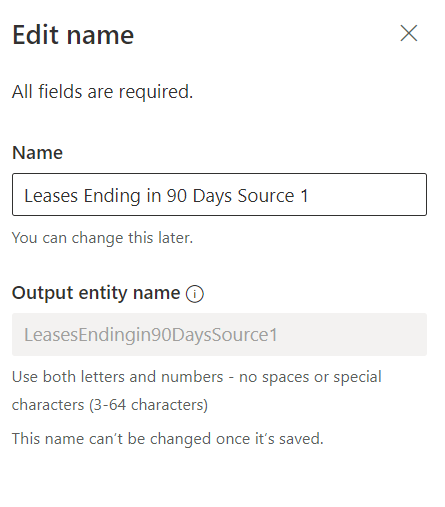 Edit name
All fields are required.
Name
Leases Ending in 90 Days Source 1
You can change this later.
Output entity name
LeasesEndingin90DaysSource1
Use both letters and numbers - no spaces or special
characters (3-64 characters)
This name can't be changed once it's saved.